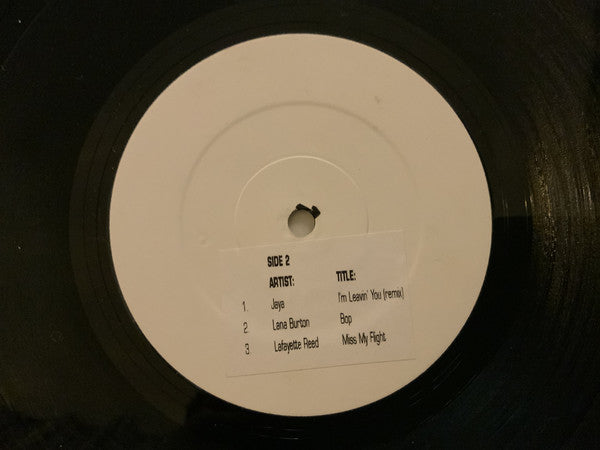 SIDE 2
ARTIST: TITLE:
1. Jaya I'm Leavin' You (remix)
2. Lana Burton Bop
3. Lafayette Reed Miss My Flight